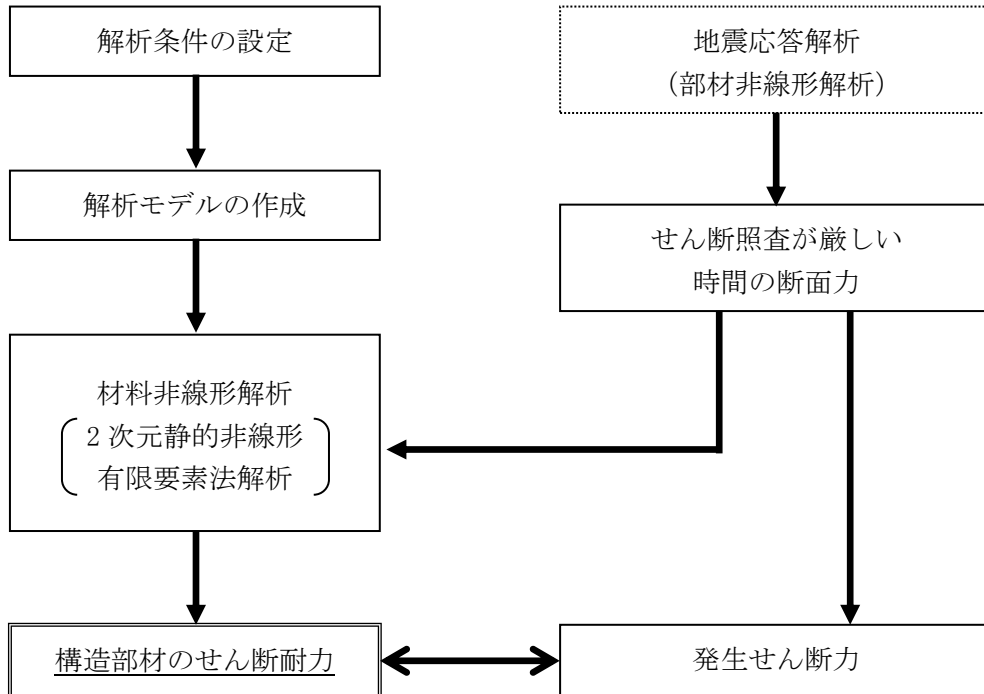 解析条件の設定
地震応答解析
（部材非線形解析）
解析モデルの作成
せん断照査が厳しい
時間の断面力
材料非線形解析
2 次元静的非線形
有限要素法解析
構造部材のせん断耐力
発生せん断力